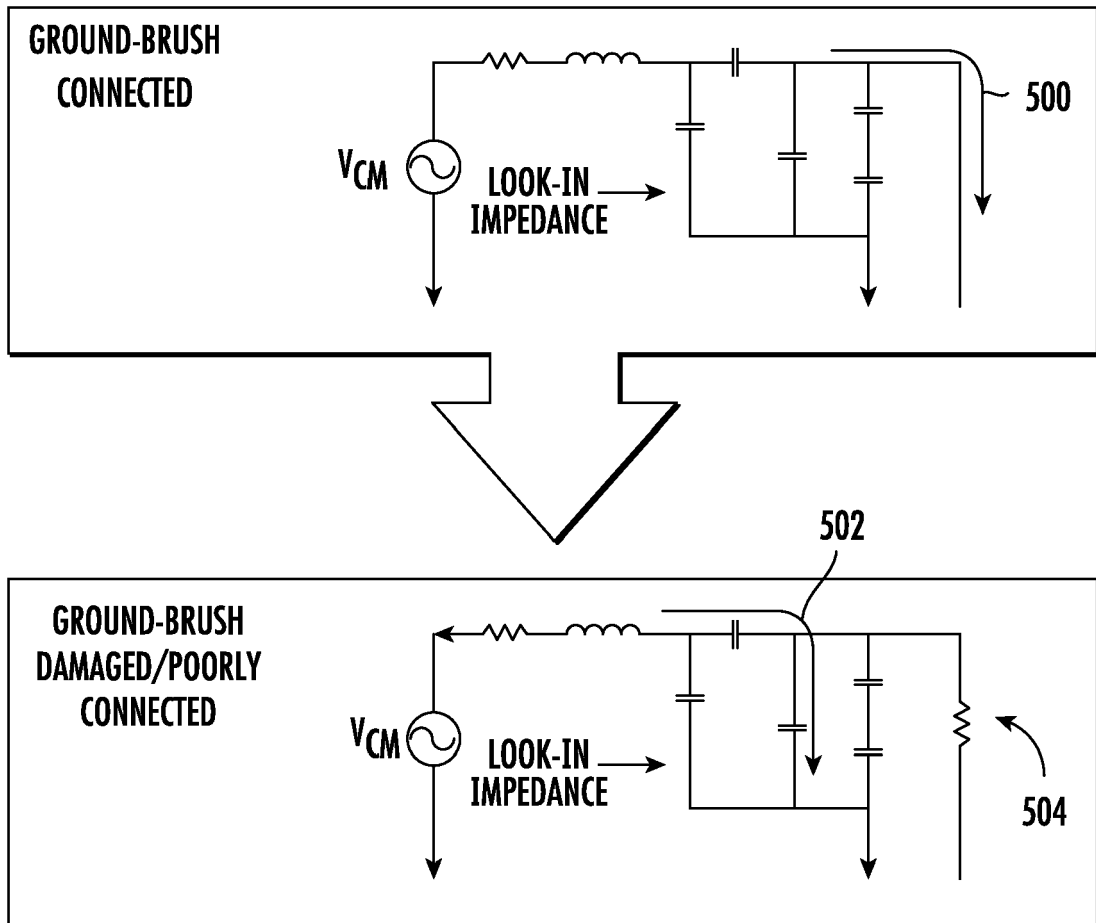 GROUND-BRUSH
CONNECTED
500
VCM
LOOK-IN
IMPEDANCE
502
GROUND-BRUSH
DAMAGED/POORLY
CONNECTED
VCM
LOOK-IN
IMPEDANCE
504